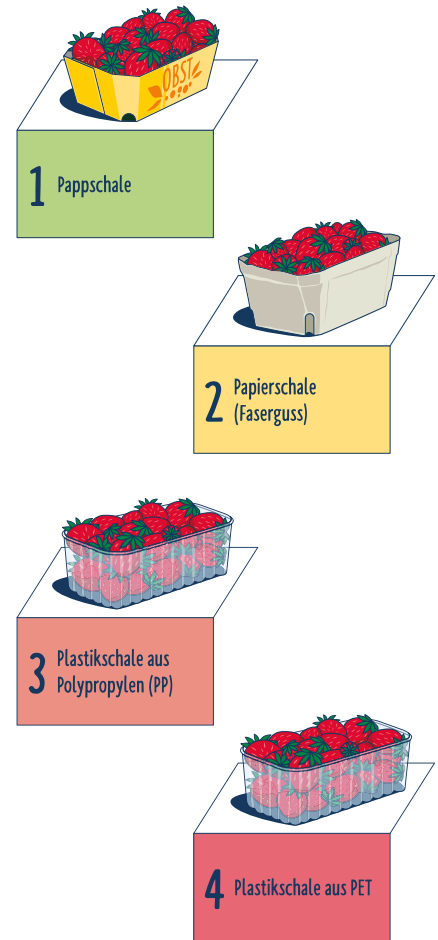 OBST
1 Pappschale
2 Papierschale
(Faserguss)
3 Plastikschale aus
Polypropylen (PP)
4 Plastikschale aus PET